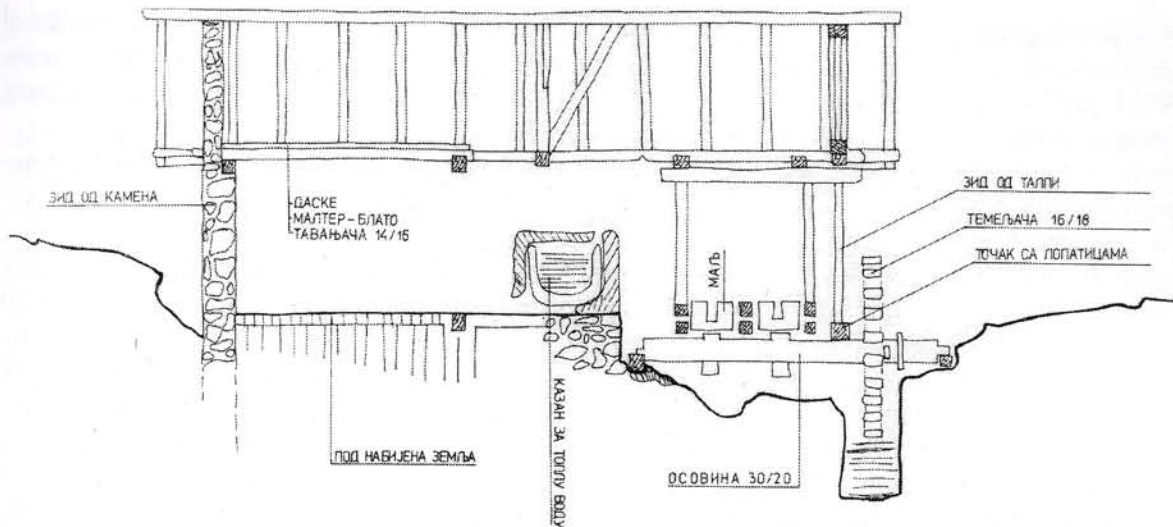 ЗИД ОД КАМЕНА
ДАСКЕ
МАЛТЕР-БЛАТО
ТАВАЊАЧА 14/16
МАЉ
ЗИД ОД ТАЛПИ
ТЕМЕЉАЧА 16/18
ТОЧАК СА ЛОПАТИЦАМА
КАЗАН ЗА ТОПЛУ ВОДУ
ПОД НАБИЈЕНА ЗЕМЉА
ОСОВИНА 30/20